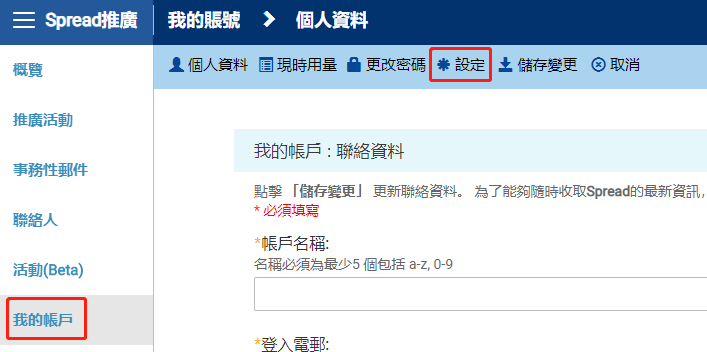 Spread推廣
我的賬號 個人資料
個人資料 現時用量 更改密碼 設定 儲存變更 取消
概覽
推廣活動
事務性郵件
聯絡人
活動(Beta)
我的帳戶
我的帳戶 : 聯絡資料
點擊 「儲存變更」 更新聯絡資料。 為了能夠隨時收取Spread的最新資訊，
* 必須填寫
*帳戶名稱:
名稱必須為最少5 個包括 a-z, 0-9
*登入電郵: